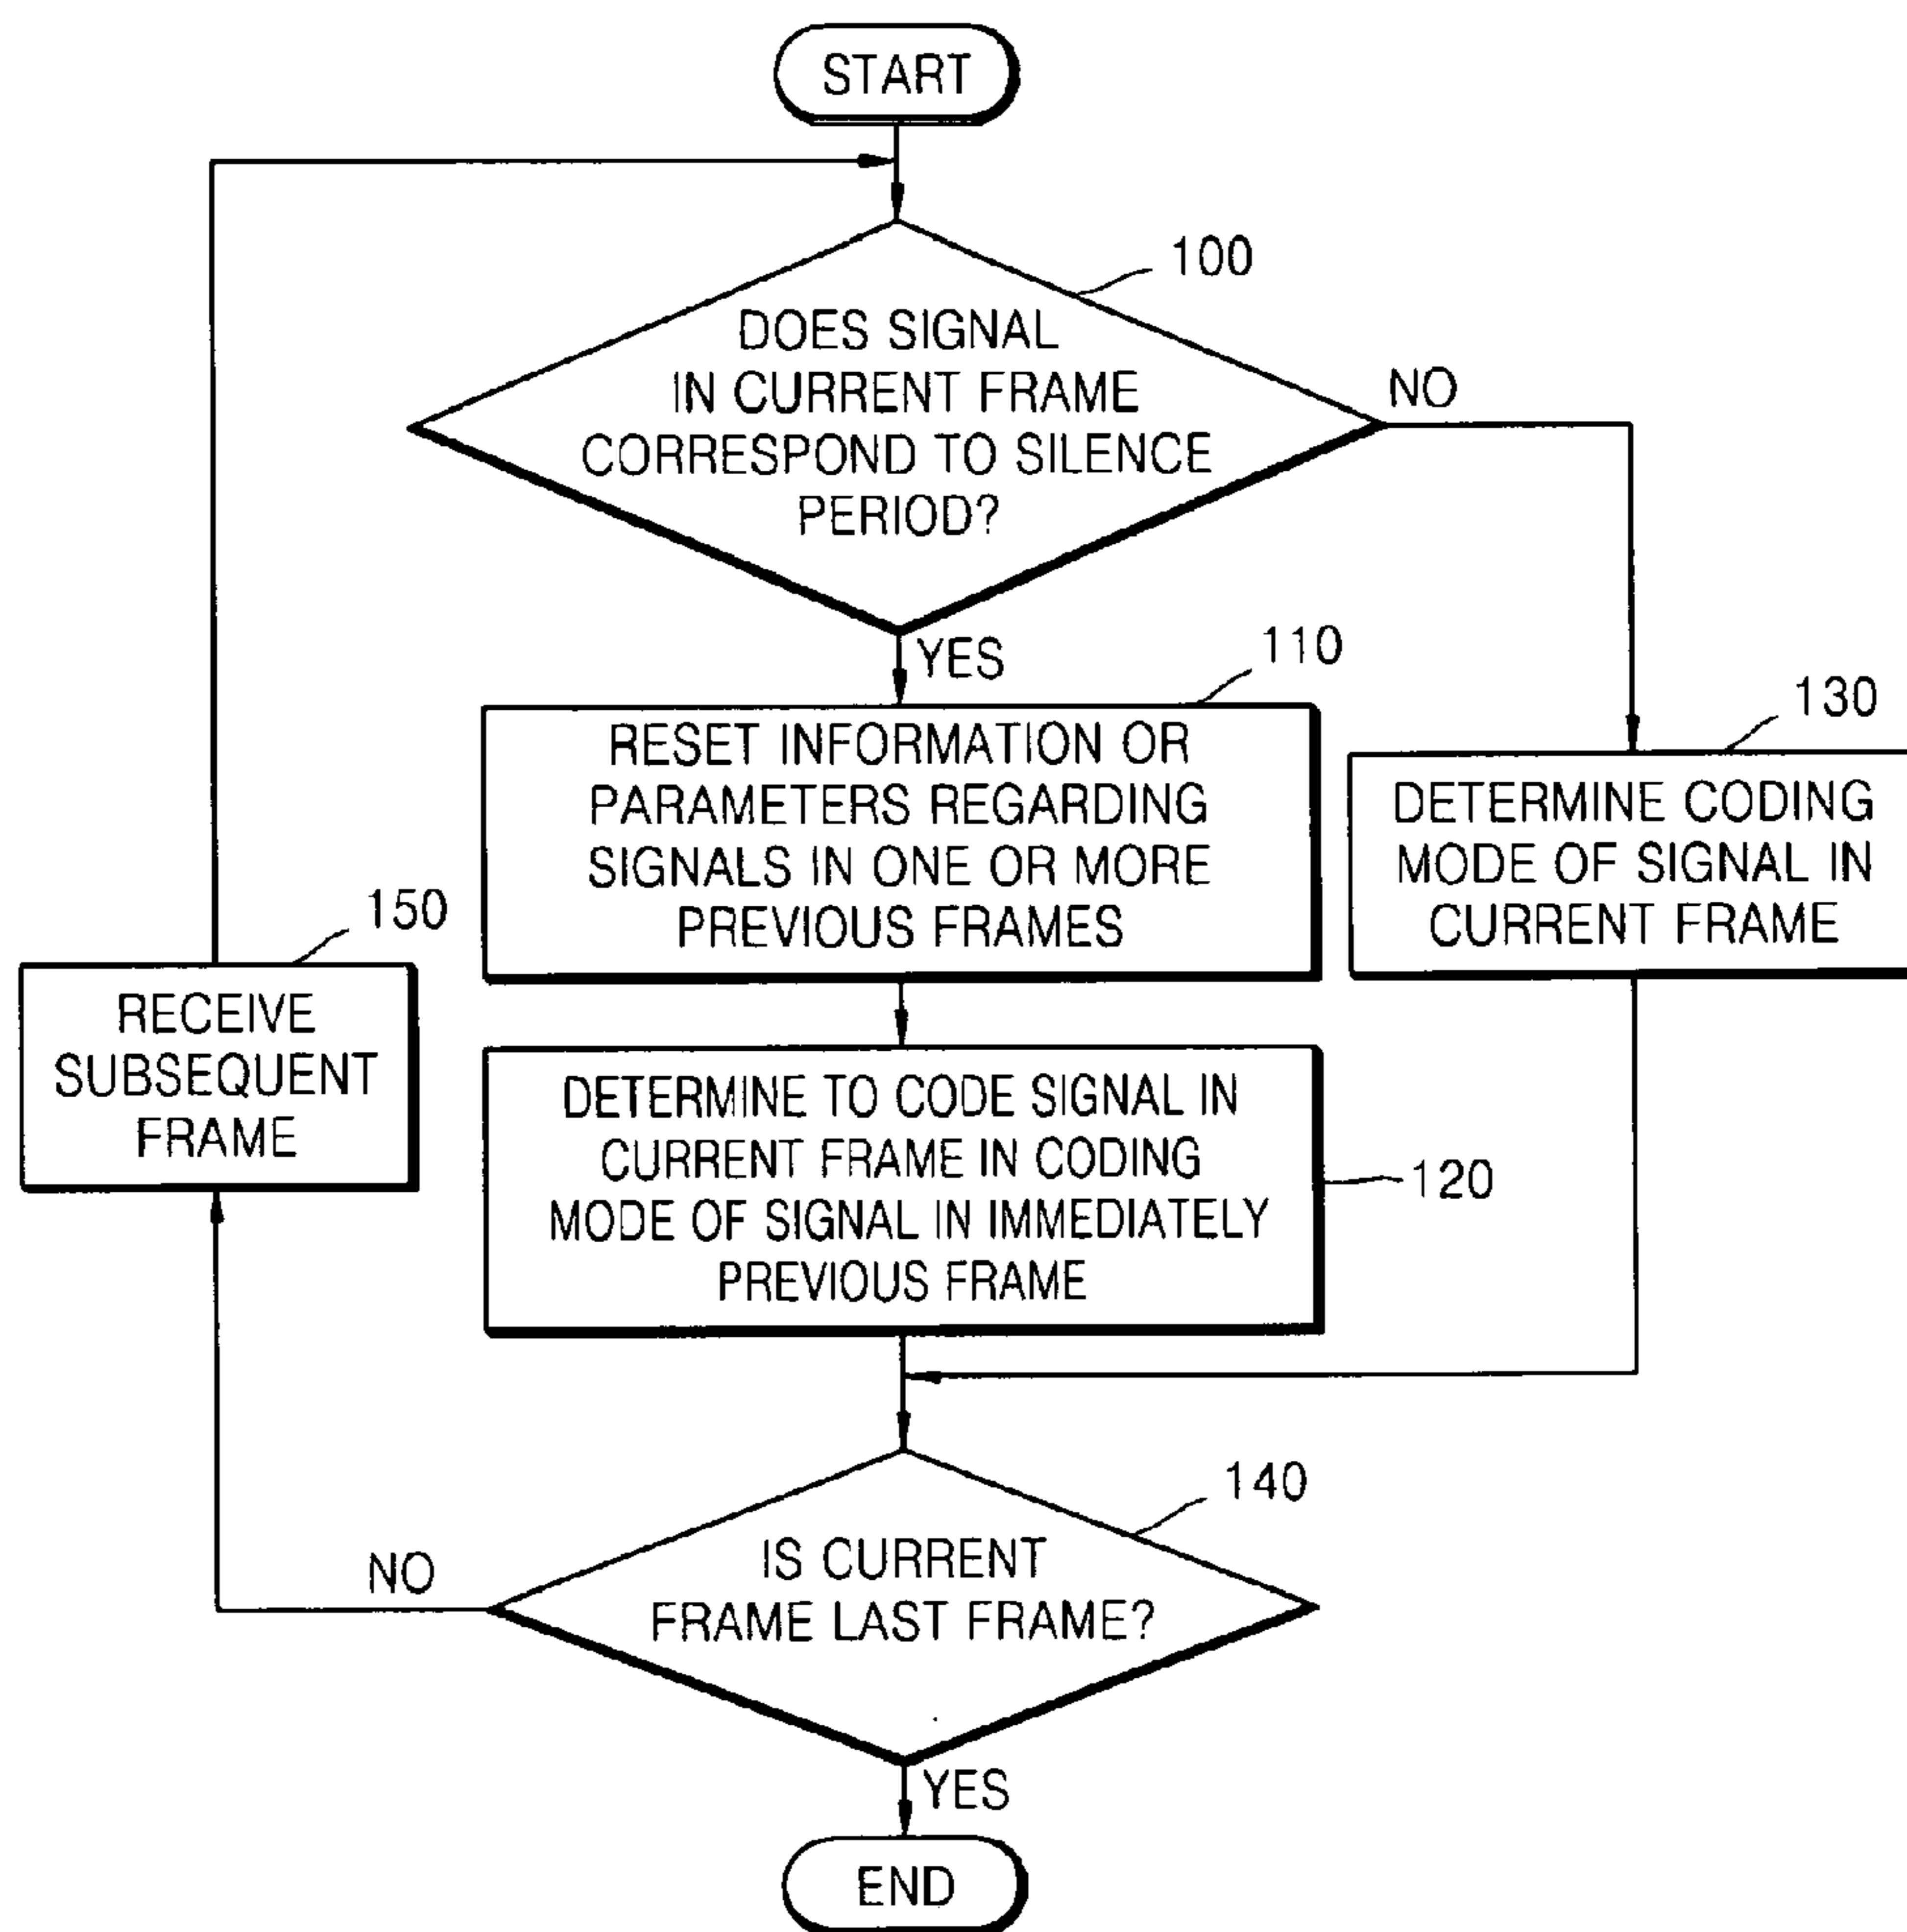 START
100
DOES SIGNAL
IN CURRENT FRAME
CORRESPOND TO SILENCE
PERIOD?
NO
YES
110
RESET INFORMATION OR
PARAMETERS REGARDING
SIGNALS IN ONE OR MORE
PREVIOUS FRAMES
130
DETERMINE CODING
MODE OF SIGNAL IN
CURRENT FRAME
150
RECEIVE
SUBSEQUENT
FRAME
DETERMINE TO CODE SIGNAL IN
CURRENT FRAME IN CODING
MODE OF SIGNAL IN IMMEDIATELY
PREVIOUS FRAME
120
140
IS CURRENT
FRAME LAST FRAME?
NO
YES
END